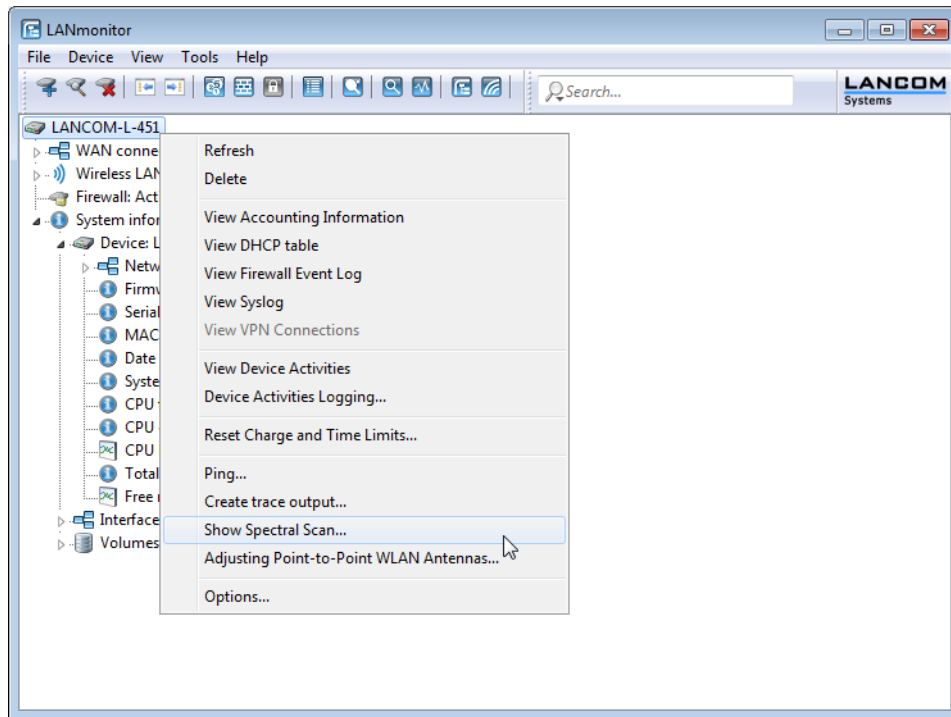 LANmonitor
File Device View Tools Help
Search...
LANCOM
Systems
LANCOM-L-451
WAN conne
Wireless LAN
Firewall: Act
System infor
Device: L
Netw
Firmw
Serial
MAC
Date
Syste
CPU
CPU
CPU
Total
Free
Interface
Volumes
Refresh
Delete
View Accounting Information
View DHCP table
View Firewall Event Log
View Syslog
View VPN Connections
View Device Activities
Device Activities Logging...
Reset Charge and Time Limits...
Ping...
Create trace output...
Show Spectral Scan...
Adjusting Point-to-Point WLAN Antennas...
Options...